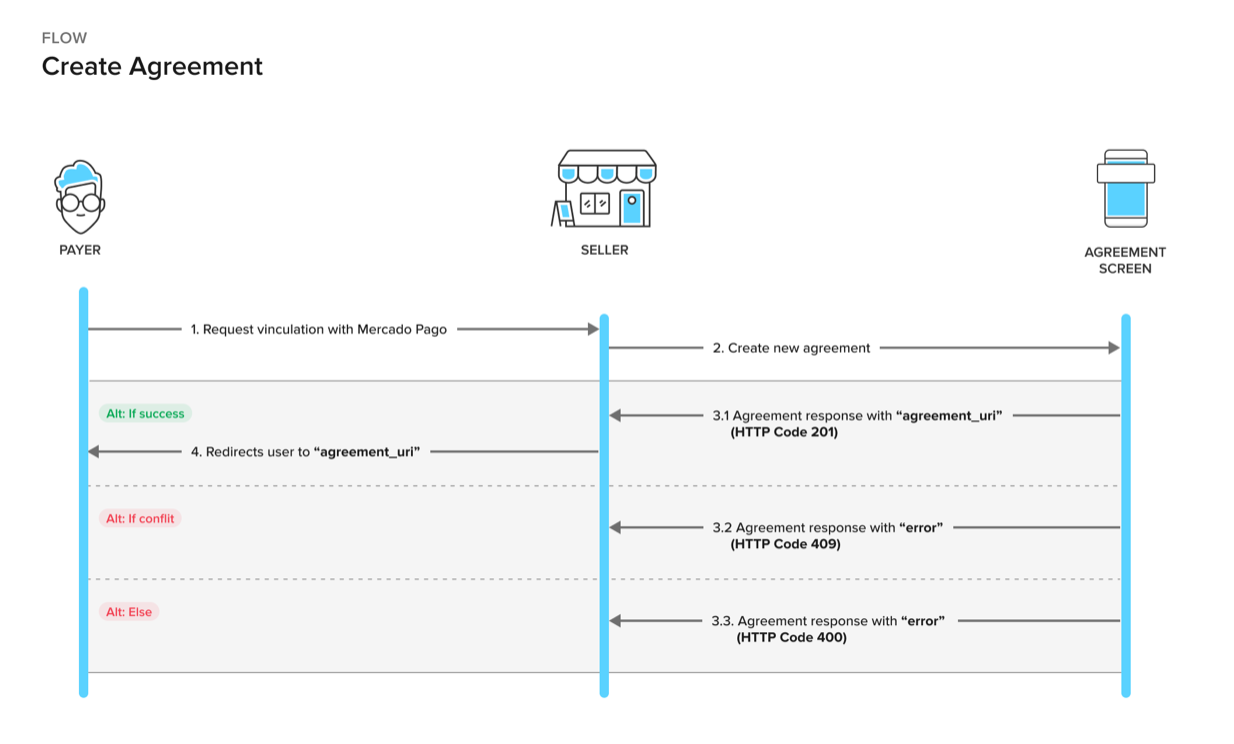 FLOW
Create Agreement
PAYER
SELLER
AGREEMENT
SCREEN
1. Request vinculation with Mercado Pago
2. Create new agreement
Alt: If success
3.1 Agreement response with “agreement_uri”
(HTTP Code 201)
4. Redirects user to “agreement_uri”
Alt: If conflit
3.2 Agreement response with “error”
(HTTP Code 409)
Alt: Else
3.3. Agreement response with “error”
(HTTP Code 400)